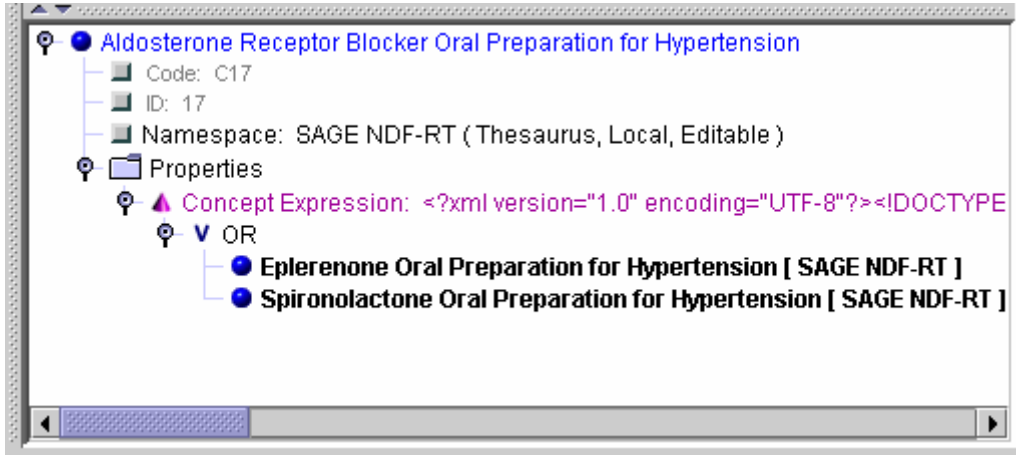 Aldosterone Receptor Blocker Oral Preparation for Hypertension
Code: C17
ID: 17
Namespace: SAGE NDF-RT ( Thesaurus, Local, Editable )
Properties
Concept Expression: <?xml version="1.0" encoding="UTF-8"?><!DOCTYPE
V OR
Eplerenone Oral Preparation for Hypertension [ SAGE NDF-RT ]
Spironolactone Oral Preparation for Hypertension [ SAGE NDF-RT ]